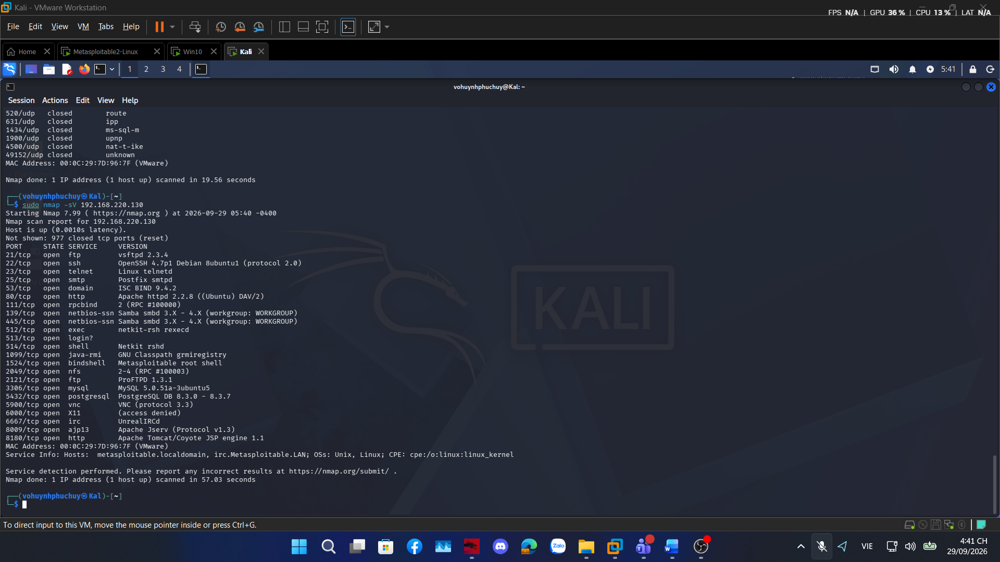 Kali - VMware Workstation
FPS N/A | GPU 36 % | CPU 13 % | LAT N/A
File Edit View VM Tabs Help
Home Metasploitable2-Linux Win10 Kali
1 2 3 4 5:41
vohuynhphuchuy@Kal: ~
Session Actions Edit View Help
520/udp closed route
631/udp closed ipp
1434/udp closed ms-sql-m
1900/udp closed upnp
4500/udp closed nat-t-ike
49152/udp closed unknown
MAC Address: 00:0C:29:7D:96:7F (VMware)
Nmap done: 1 IP address (1 host up) scanned in 19.56 seconds
┌──(vohuynhphuchuy㉿Kal)-[~]
└─$ sudo nmap -sV 192.168.220.130
Starting Nmap 7.99 ( https://nmap.org ) at 2026-09-29 05:40 -0400
Nmap scan report for 192.168.220.130
Host is up (0.0010s latency).
Not shown: 977 closed tcp ports (reset)
PORT STATE SERVICE VERSION
21/tcp open ftp vsftpd 2.3.4
22/tcp open ssh OpenSSH 4.7p1 Debian 8ubuntu1 (protocol 2.0)
23/tcp open telnet Linux telnetd
25/tcp open smtp Postfix smtpd
53/tcp open domain ISC BIND 9.4.2
80/tcp open http Apache httpd 2.2.8 ((Ubuntu) DAV/2)
111/tcp open rpcbind 2 (RPC #100000)
139/tcp open netbios-ssn Samba smbd 3.X - 4.X (workgroup: WORKGROUP)
445/tcp open netbios-ssn Samba smbd 3.X - 4.X (workgroup: WORKGROUP)
512/tcp open exec netkit-rsh rexecd
513/tcp open login?
514/tcp open shell Netkit rshd
1099/tcp open java-rmi GNU Classpath grmiregistry
1524/tcp open bindshell Metasploitable root shell
2049/tcp open nfs 2-4 (RPC #100003)
2121/tcp open ftp ProFTPD 1.3.1
3306/tcp open mysql MySQL 5.0.51a-3ubuntu5
5432/tcp open postgresql PostgreSQL DB 8.3.0 - 8.3.7
5900/tcp open vnc VNC (protocol 3.3)
6000/tcp open X11 (access denied)
6667/tcp open irc UnrealIRCd
8009/tcp open ajp13 Apache Jserv (Protocol v1.3)
8180/tcp open http Apache Tomcat/Coyote JSP engine 1.1
MAC Address: 00:0C:29:7D:96:7F (VMware)
Service Info: Hosts: metasploitable.localdomain, irc.Metasploitable.LAN; OSs: Unix, Linux; CPE: cpe:/o:linux:linux_kernel
Service detection performed. Please report any incorrect results at https://nmap.org/submit/ .
Nmap done: 1 IP address (1 host up) scanned in 57.03 seconds
┌──(vohuynhphuchuy㉿Kal)-[~]
└─$
KALI
To direct input to this VM, move the mouse pointer inside or press Ctrl+G.
Zalo
VIE
4:41 CH
29/09/2026